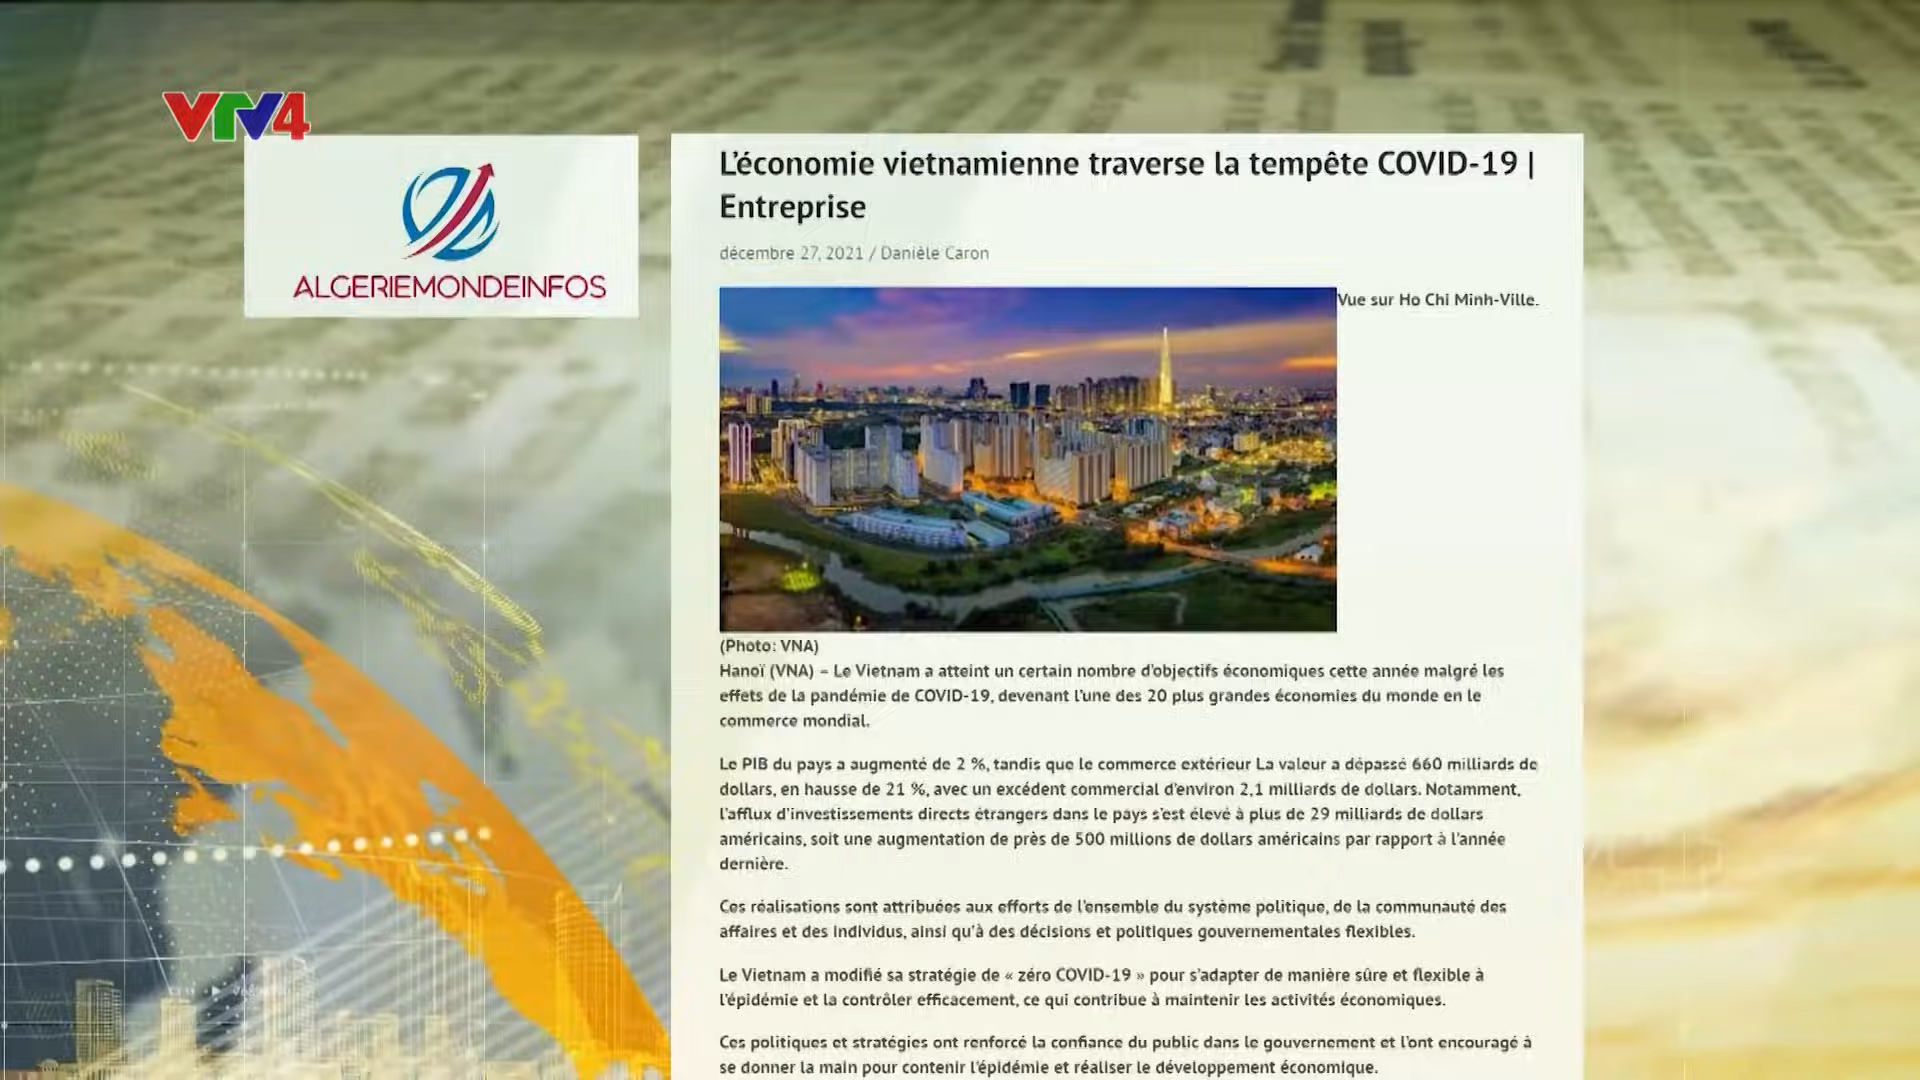 VTV4
ALGERIEMONDEINFOS
L'économie vietnamienne traverse la tempête COVID-19 |
Entreprise
décembre 27, 2021 / Danièle Caron
Vue sur Ho Chi Minh-Ville.
(Photo: VNA)
Hanoï (VNA) – Le Vietnam a atteint un certain nombre d'objectifs économiques cette année malgré les
effets de la pandémie de COVID-19, devenant l'une des 20 plus grandes économies du monde en le
commerce mondial.
Le PIB du pays a augmenté de 2 %, tandis que le commerce extérieur La valeur a dépassé 660 milliards de
dollars, en hausse de 21 %, avec un excédent commercial d'environ 2,1 milliards de dollars. Notamment,
l'afflux d'investissements directs étrangers dans le pays s'est élevé à plus de 29 milliards de dollars
américains, soit une augmentation de près de 500 millions de dollars américains par rapport à l'année
dernière.
Ces réalisations sont attribuées aux efforts de l'ensemble du système politique, de la communauté des
affaires et des individus, ainsi qu'à des décisions et politiques gouvernementales flexibles.
Le Vietnam a modifié sa stratégie de « zéro COVID-19 » pour s'adapter de manière sûre et flexible à
l'épidémie et la contrôler efficacement, ce qui contribue à maintenir les activités économiques.
Ces politiques et stratégies ont renforcé la confiance du public dans le gouvernement et l'ont encouragé à
se donner la main pour contenir l'épidémie et réaliser le développement économique.